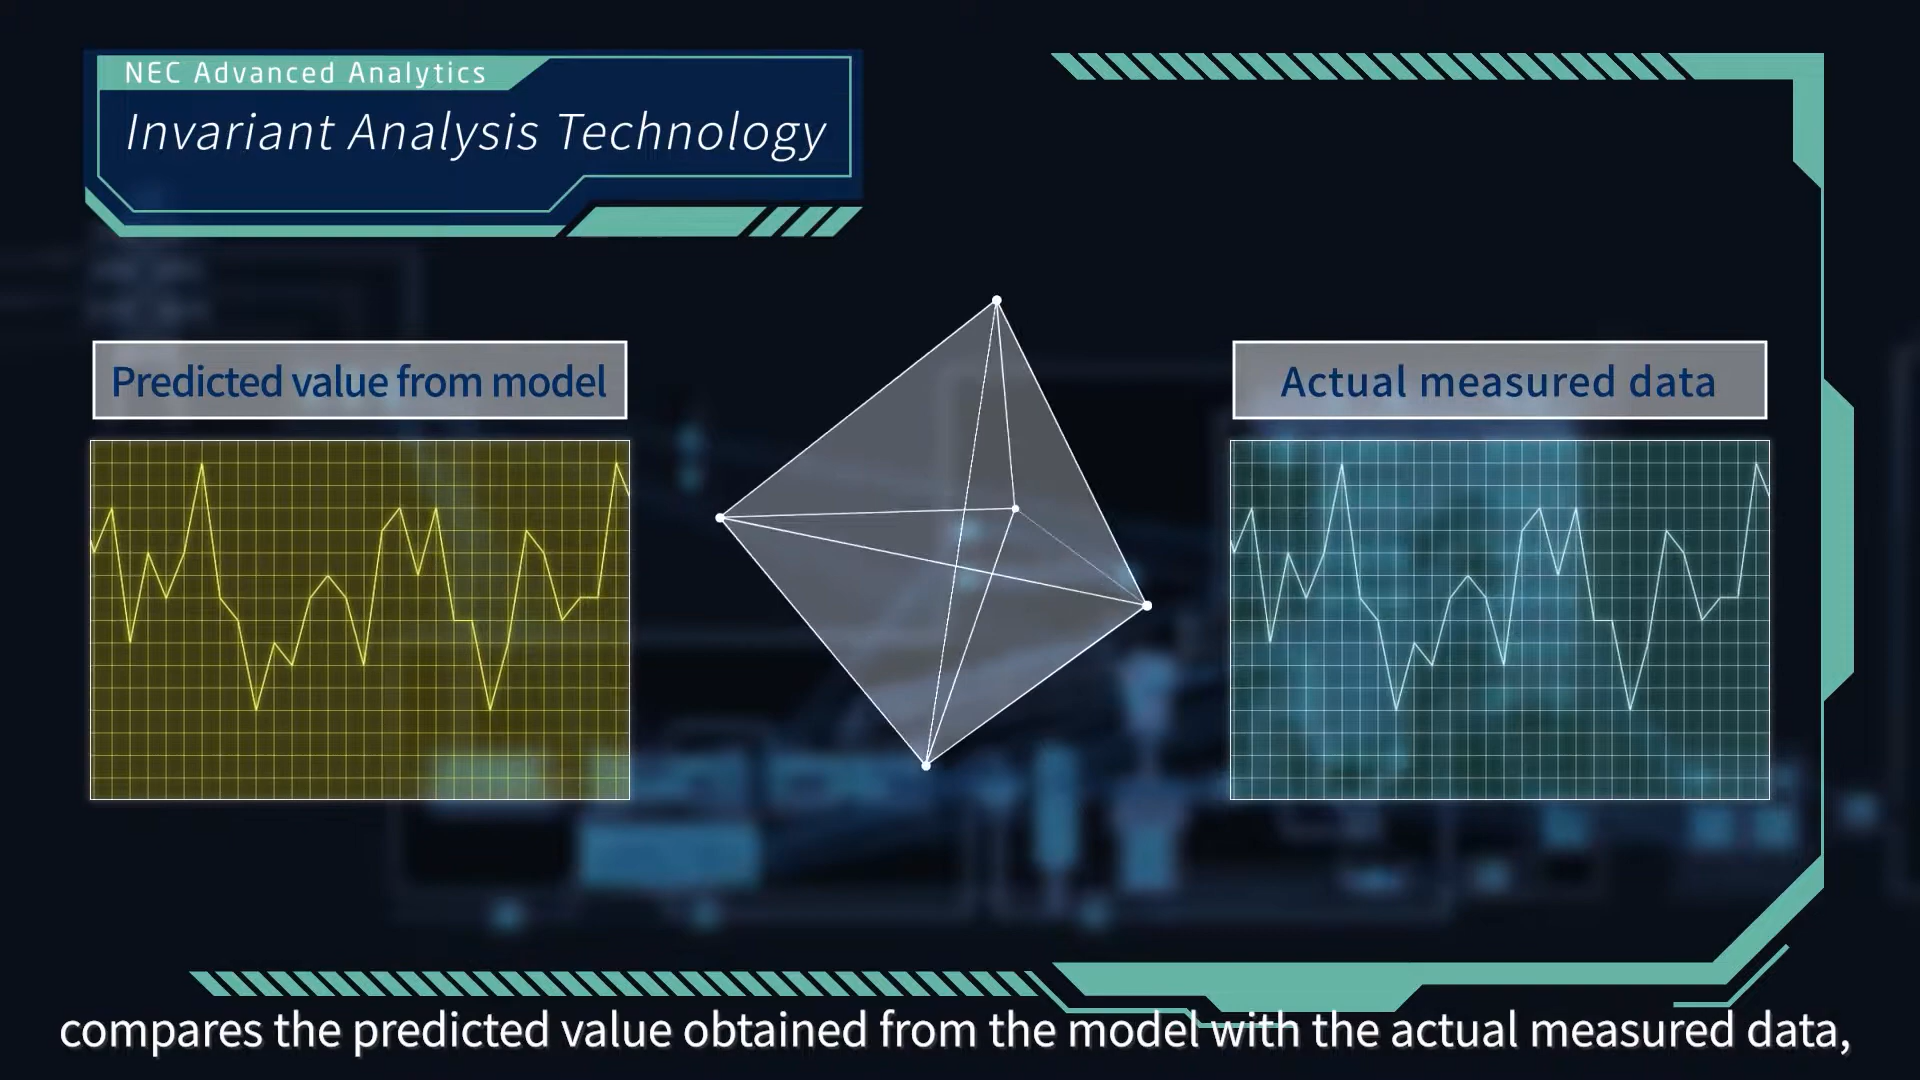 NEC Advanced Analytics
Invariant Analysis Technology
Predicted value from model
Actual measured data
compares the predicted value obtained from the model with the actual measured data,